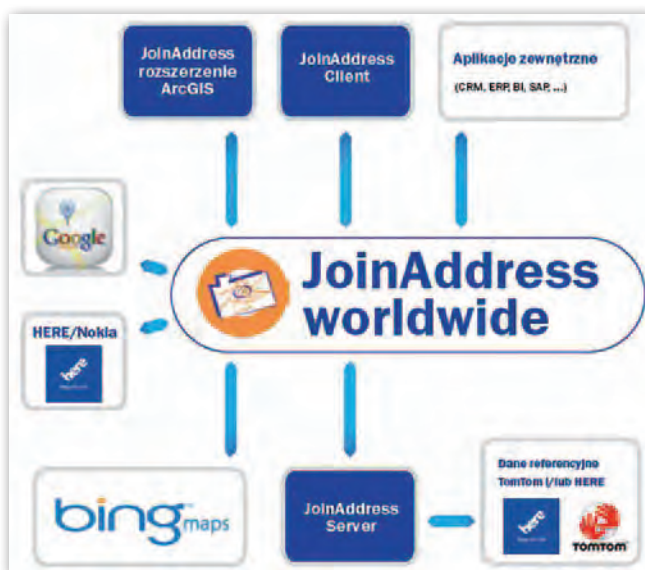 JoinAddress
rozszerzenie
ArcGIS
JoinAddress
Client
Aplikacje zewnętrzne
(CRM, ERP, BI, SAP, ...)
Google
JoinAddress
worldwide
HERE/Nokia
here
bing maps
JoinAddress
Server
Dane referencyjne
TomTom i/lub HERE
here
TOMTOM